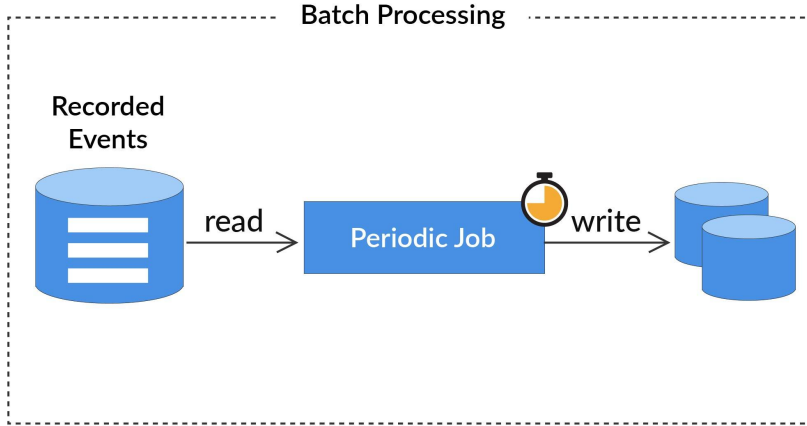 Batch Processing
Recorded
Events
read
Periodic Job
write